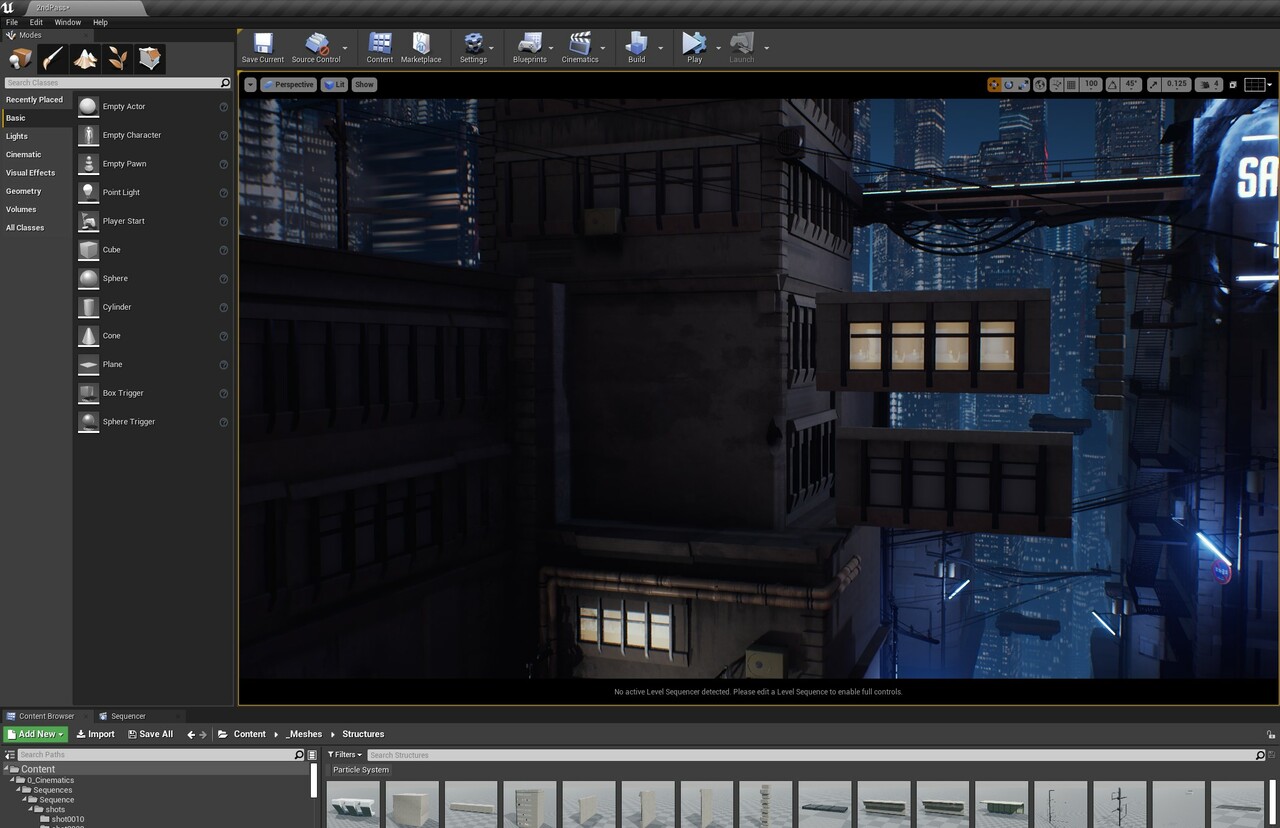 2ndPass*
File Edit Window Help
Modes
Search Classes
Recently Placed
Basic
Lights
Cinematic
Visual Effects
Geometry
Volumes
All Classes
Empty Actor
Empty Character
Empty Pawn
Point Light
Player Start
Cube
Sphere
Cylinder
Cone
Plane
Box Trigger
Sphere Trigger
Save Current Source Control Content Marketplace Settings Blueprints Cinematics Build Play Launch
Perspective Lit Show 100 45° 0.125 4
SA
No active Level Sequencer detected. Please edit a Level Sequence to enable full controls.
Content Browser Sequencer
Add New Import Save All Content _Meshes Structures
Search Paths
Filters Search Structures
Particle System
Content
0_Cinematics
Sequences
Sequence
shots
shot0010